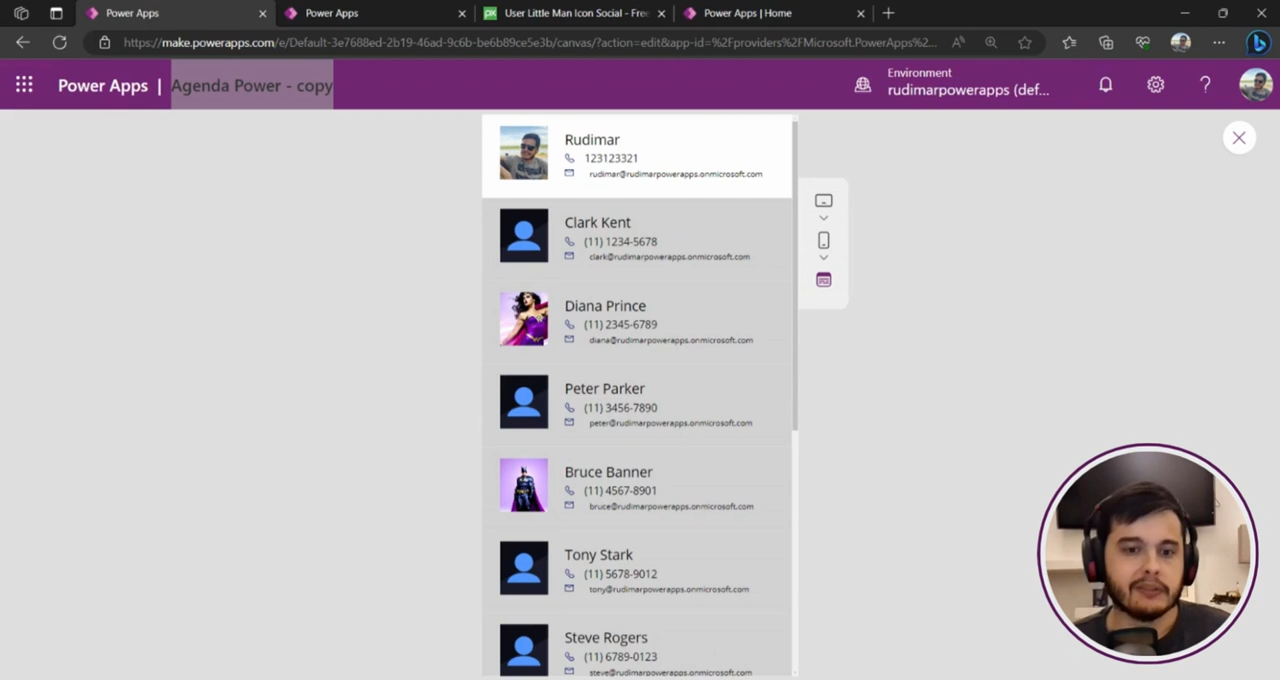 Power Apps
Power Apps
px
User Little Man Icon Social - Free
Power Apps | Home
https://make.powerapps.com/e/Default-3e7688ed-2b19-46ad-9c6b-be6b89ce5e3b/canvas/?action=edit&app-id=%2Fproviders%2FMicrosoft.PowerApps%2...
Power Apps | Agenda Power - copy
Environment
rudimarpowerapps (def...
Rudimar
123123321
rudimar@rudimarpowerapps.onmicrosoft.com
Clark Kent
(11) 1234-5678
clark@rudimarpowerapps.onmicrosoft.com
Diana Prince
(11) 2345-6789
diana@rudimarpowerapps.onmicrosoft.com
Peter Parker
(11) 3456-7890
peter@rudimarpowerapps.onmicrosoft.com
Bruce Banner
(11) 4567-8901
bruce@rudimarpowerapps.onmicrosoft.com
Tony Stark
(11) 5678-9012
tony@rudimarpowerapps.onmicrosoft.com
Steve Rogers
(11) 6789-0123
steve@rudimarpowerapps.onmicrosoft.com